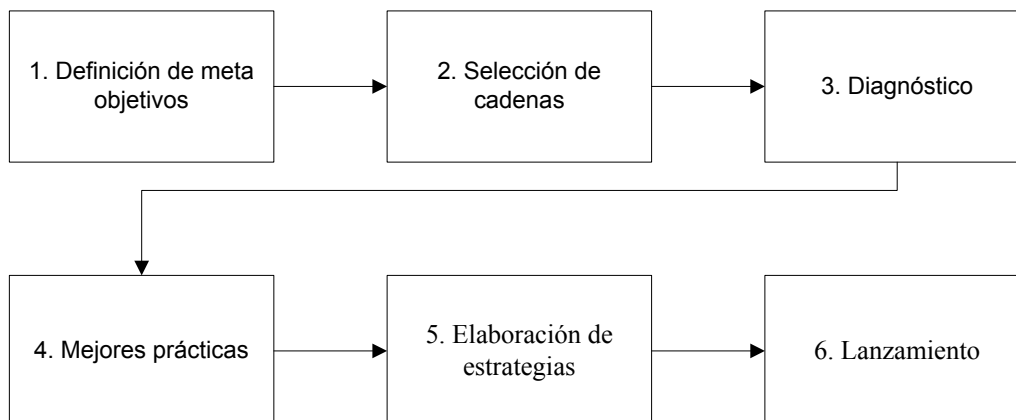 1. Definición de meta
objetivos
2. Selección de
cadenas
3. Diagnóstico
4. Mejores prácticas
5. Elaboración de
estrategias
6. Lanzamiento